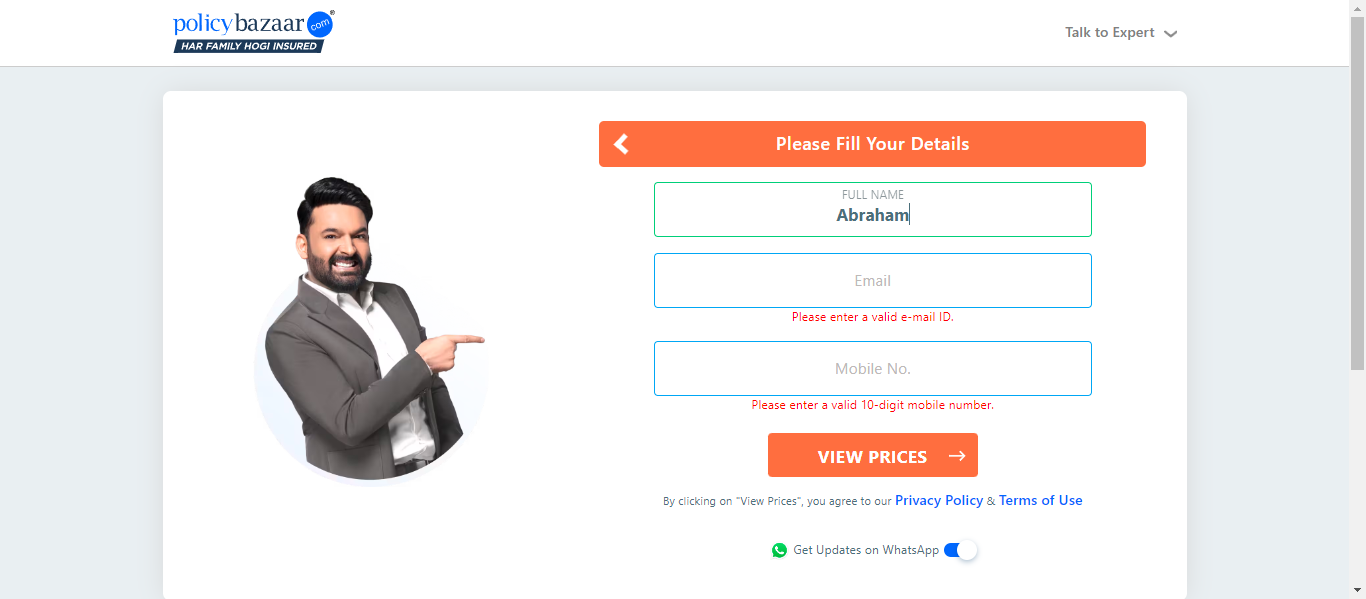 policybazaar.com®
HAR FAMILY HOGI INSURED
Talk to Expert
Please Fill Your Details
FULL NAME
Abraham
Email
Please enter a valid e-mail ID.
Mobile No.
Please enter a valid 10-digit mobile number.
VIEW PRICES →
By clicking on "View Prices", you agree to our Privacy Policy & Terms of Use
Get Updates on WhatsApp